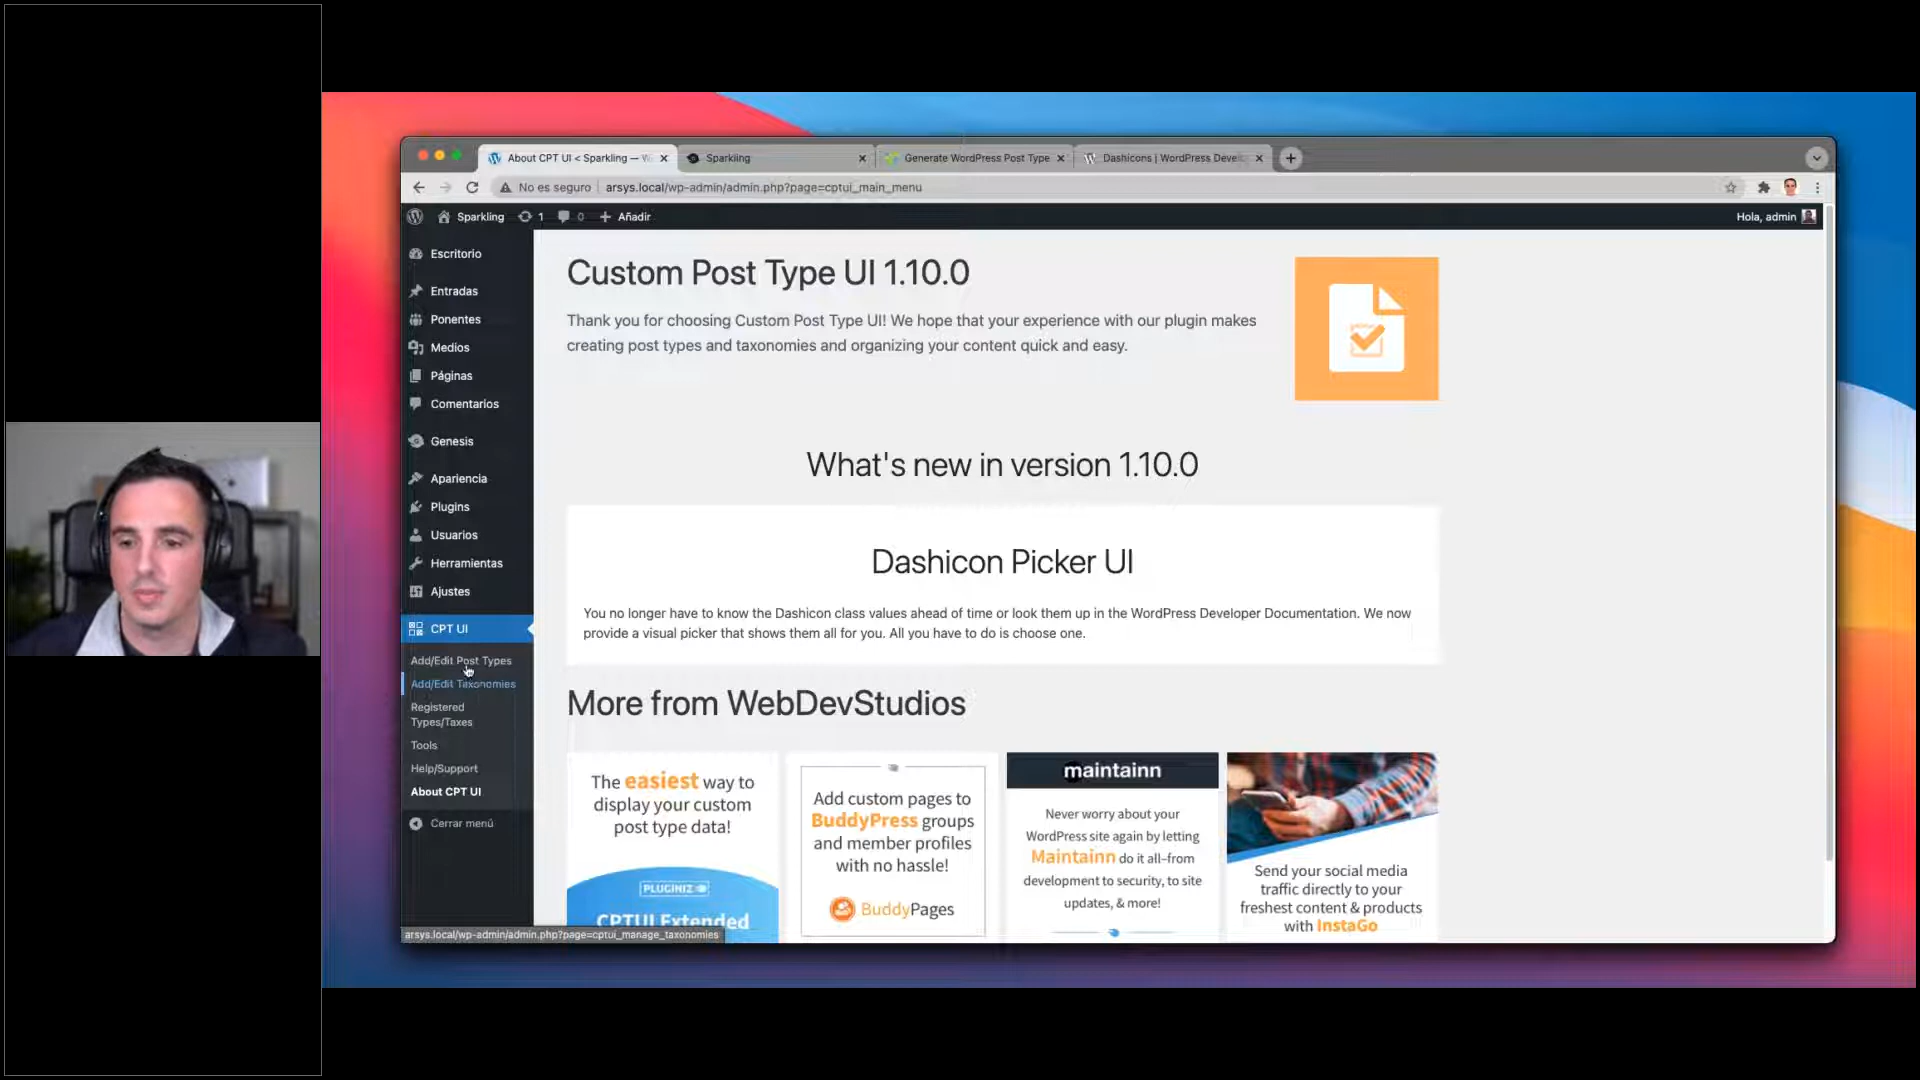 About CPT UI < Sparkling — W
Sparkling
Generate WordPress Post Type
Dashicons | WordPress Devel
No es seguro
arsys.local/wp-admin/admin.php?page=cptui_main_menu
Sparkling
1
0
Añadir
Hola, admin
Escritorio
Entradas
Ponentes
Medios
Páginas
Comentarios
Genesis
Apariencia
Plugins
Usuarios
Herramientas
Ajustes
CPT UI
Add/Edit Post Types
Add/Edit Taxonomies
Registered
Types/Taxes
Tools
Help/Support
About CPT UI
Cerrar menú
Custom Post Type UI 1.10.0
Thank you for choosing Custom Post Type UI! We hope that your experience with our plugin makes
creating post types and taxonomies and organizing your content quick and easy.
What's new in version 1.10.0
Dashicon Picker UI
You no longer have to know the Dashicon class values ahead of time or look them up in the WordPress Developer Documentation. We now
provide a visual picker that shows them all for you. All you have to do is choose one.
More from WebDevStudios
The easiest way to
display your custom
post type data!
PLUGINIZE
CPTUI Extended
Add custom pages to
BuddyPress groups
and member profiles
with no hassle!
BuddyPages
maintainn
Never worry about your
WordPress site again by letting
Maintainn do it all–from
development to security, to site
updates, & more!
Send your social media
traffic directly to your
freshest content & products
with InstaGo
arsys.local/wp-admin/admin.php?page=cptui_manage_taxonomies